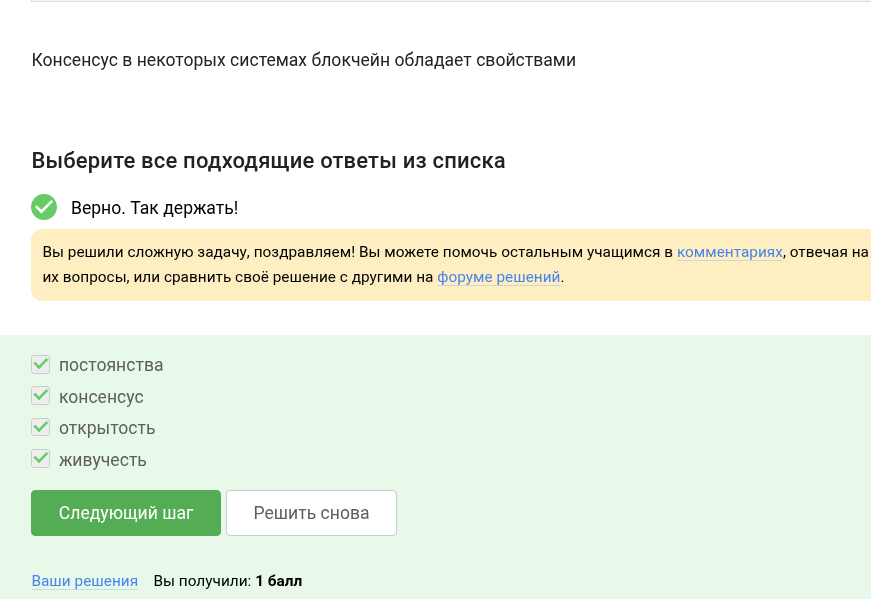 Консенсус в некоторых системах блокчейн обладает свойствами
Выберите все подходящие ответы из списка
Верно. Так держать!
Вы решили сложную задачу, поздравляем! Вы можете помочь остальным учащимся в комментариях, отвечая на
их вопросы, или сравнить своё решение с другими на форуме решений.
постоянства
консенсус
открытость
живучесть
Следующий шаг
Решить снова
Ваши решения Вы получили: 1 балл